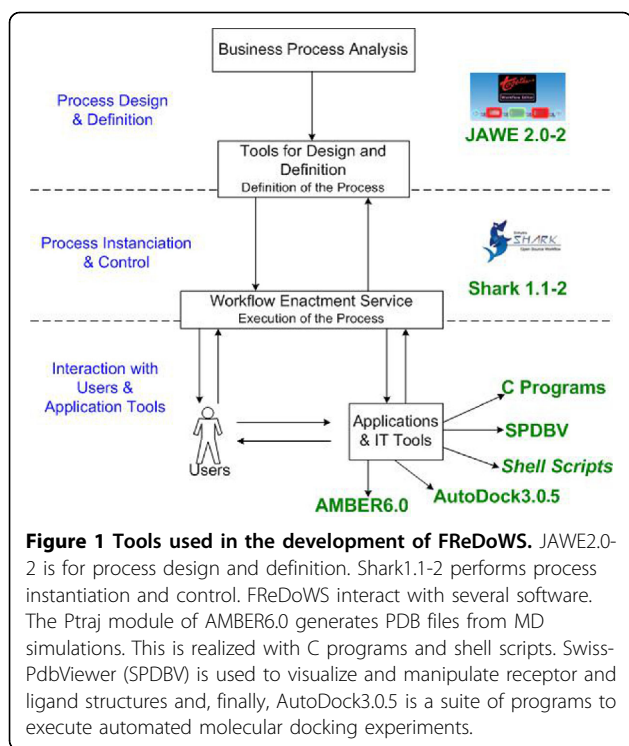 Business Process Analysis
Process Design
& Definition
JAWE 2.0-2
Tools for Design and
Definition
Definition of the Process
Process Instanciation
& Control
SHARK
Shark 1.1-2
Workflow Enactment Service
Execution of the Process
Interaction with
Users &
Application Tools
Users
Applications
& IT Tools
C Programs
SPDBV
Shell Scripts
AutoDock3.0.5
AMBER6.0
Figure 1 Tools used in the development of FReDoWS. JAWE2.0-
2 is for process design and definition. Shark1.1-2 performs process
instantiation and control. FReDoWS interact with several software.
The Ptraj module of AMBER6.0 generates PDB files from MD
simulations. This is realized with C programs and shell scripts. Swiss-
PdbViewer (SPDBV) is used to visualize and manipulate receptor and
ligand structures and, finally, AutoDock3.0.5 is a suite of programs to
execute automated molecular docking experiments.